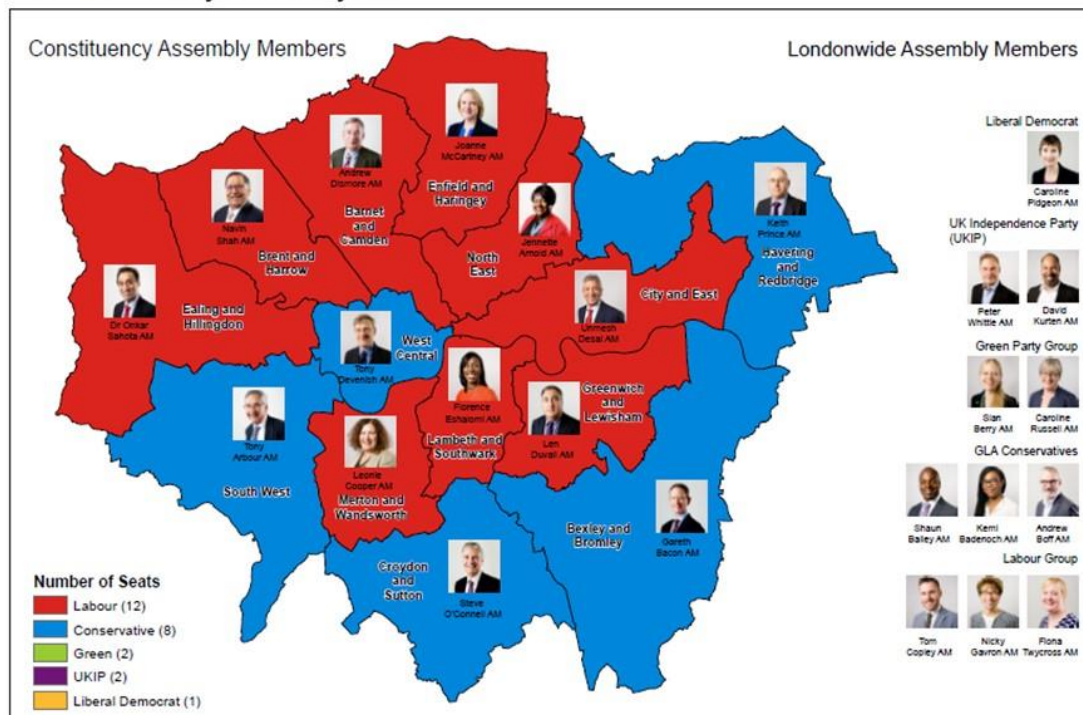 Constituency Assembly Members
Londonwide Assembly Members
Joanne
McCartney AM
Enfield and
Haringey
Andrew
Dismore AM
Barnet
and
Camden
Navin
Shah AM
Brent and
Harrow
Jennette
Arnold AM
North
East
Keith
Prince AM
Havering
and
Redbridge
Dr Onkar
Sahota AM
Ealing and
Hillingdon
Unmesh
Desai AM
City and East
Tony
Devenish AM
West
Central
Florence
Eshalomi AM
Lambeth and
Southwark
Len
Duvall AM
Greenwich
and
Lewisham
Tony
Arbour AM
South West
Leonie
Cooper AM
Merton and
Wandsworth
Gareth
Bacon AM
Bexley and
Bromley
Steve
O'Connell AM
Croydon
and
Sutton
Liberal Democrat
Caroline
Pidgeon AM
UK Independence Party
(UKIP)
Peter
Whittle AM
David
Kurten AM
Green Party Group
Sian
Berry AM
Caroline
Russell AM
GLA Conservatives
Shaun
Bailey AM
Kemi
Badenoch AM
Andrew
Boff AM
Labour Group
Tom
Copley AM
Nicky
Gavron AM
Fiona
Twycross AM
Number of Seats
Labour (12)
Conservative (8)
Green (2)
UKIP (2)
Liberal Democrat (1)